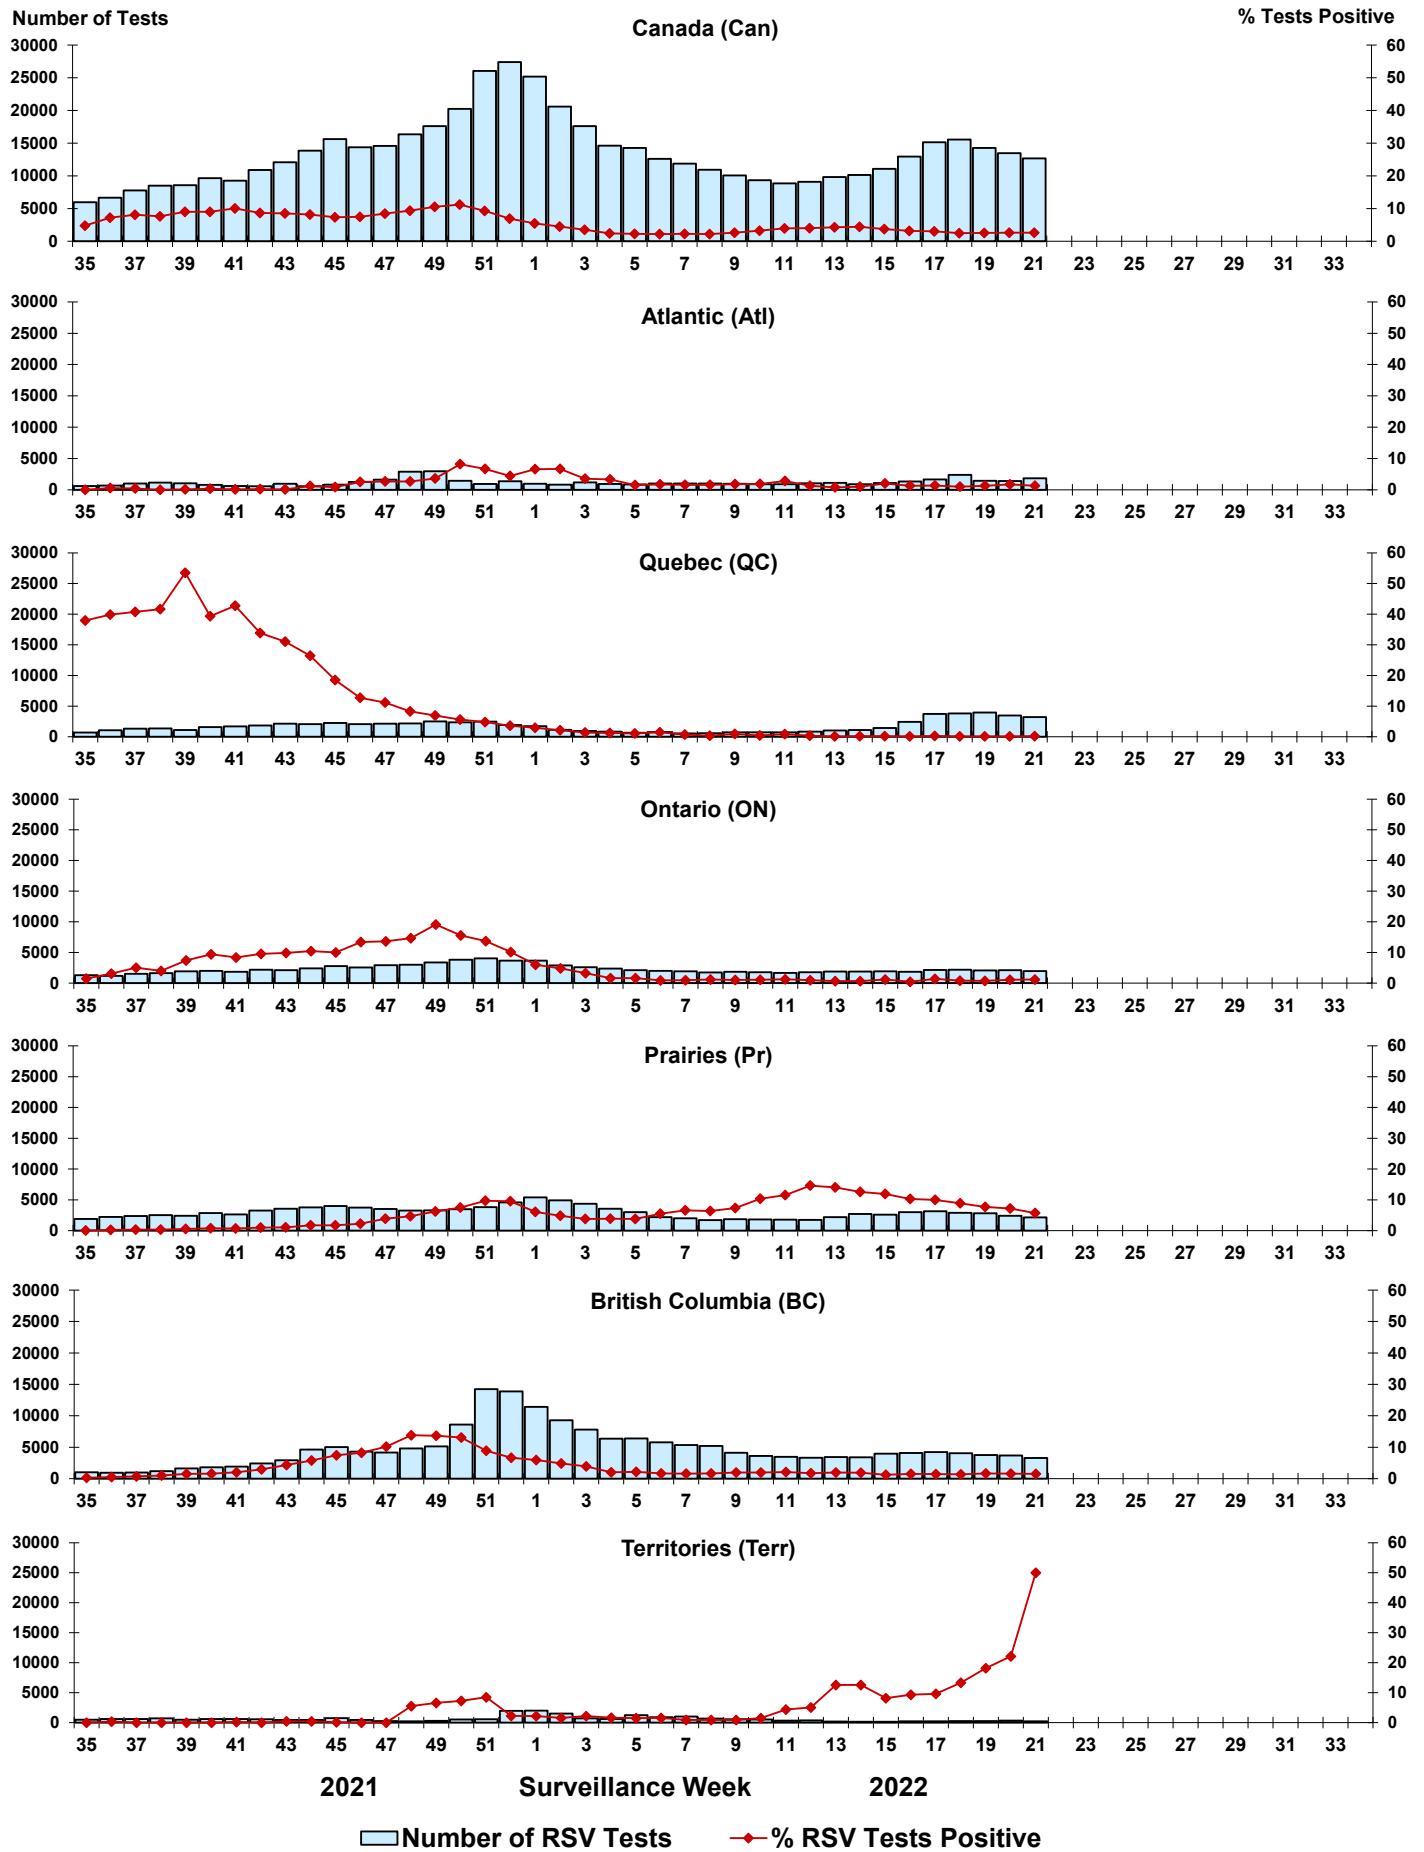 Number of Tests
% Tests Positive
Canada (Can)
30000 60
25000 50
20000 40
15000 30
10000 20
5000 10
0 0
35 37 39 41 43 45 47 49 51 1 3 5 7 9 11 13 15 17 19 21 23 25 27 29 31 33
Atlantic (Atl)
30000 60
25000 50
20000 40
15000 30
10000 20
5000 10
0 0
35 37 39 41 43 45 47 49 51 1 3 5 7 9 11 13 15 17 19 21 23 25 27 29 31 33
Quebec (QC)
30000 60
25000 50
20000 40
15000 30
10000 20
5000 10
0 0
35 37 39 41 43 45 47 49 51 1 3 5 7 9 11 13 15 17 19 21 23 25 27 29 31 33
Ontario (ON)
30000 60
25000 50
20000 40
15000 30
10000 20
5000 10
0 0
35 37 39 41 43 45 47 49 51 1 3 5 7 9 11 13 15 17 19 21 23 25 27 29 31 33
Prairies (Pr)
30000 60
25000 50
20000 40
15000 30
10000 20
5000 10
0 0
35 37 39 41 43 45 47 49 51 1 3 5 7 9 11 13 15 17 19 21 23 25 27 29 31 33
British Columbia (BC)
30000 60
25000 50
20000 40
15000 30
10000 20
5000 10
0 0
35 37 39 41 43 45 47 49 51 1 3 5 7 9 11 13 15 17 19 21 23 25 27 29 31 33
Territories (Terr)
30000 60
25000 50
20000 40
15000 30
10000 20
5000 10
0 0
35 37 39 41 43 45 47 49 51 1 3 5 7 9 11 13 15 17 19 21 23 25 27 29 31 33
2021 Surveillance Week 2022
Number of RSV Tests % RSV Tests Positive